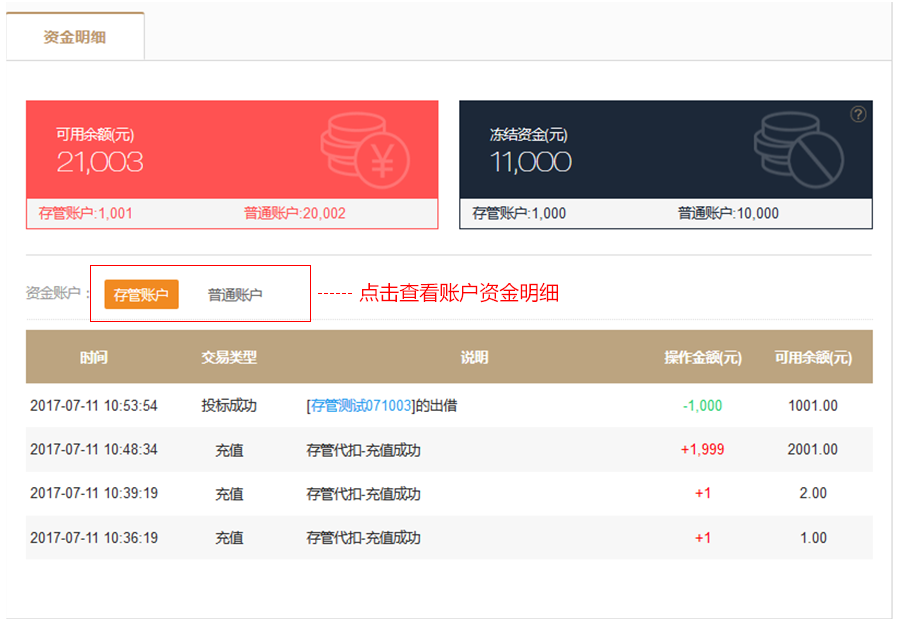 资金明细
可用余额(元)
21,003
存管账户:1,001 普通账户:20,002
冻结资金(元)
?
11,000
存管账户:1,000 普通账户:10,000
资金账户: 存管账户 普通账户 ------ 点击查看账户资金明细
时间 交易类型 说明 操作金额(元) 可用余额(元)
2017-07-11 10:53:54 投标成功 [存管测试071003]的出借 -1,000 1001.00
2017-07-11 10:48:34 充值 存管代扣-充值成功 +1,999 2001.00
2017-07-11 10:39:19 充值 存管代扣-充值成功 +1 2.00
2017-07-11 10:36:19 充值 存管代扣-充值成功 +1 1.00